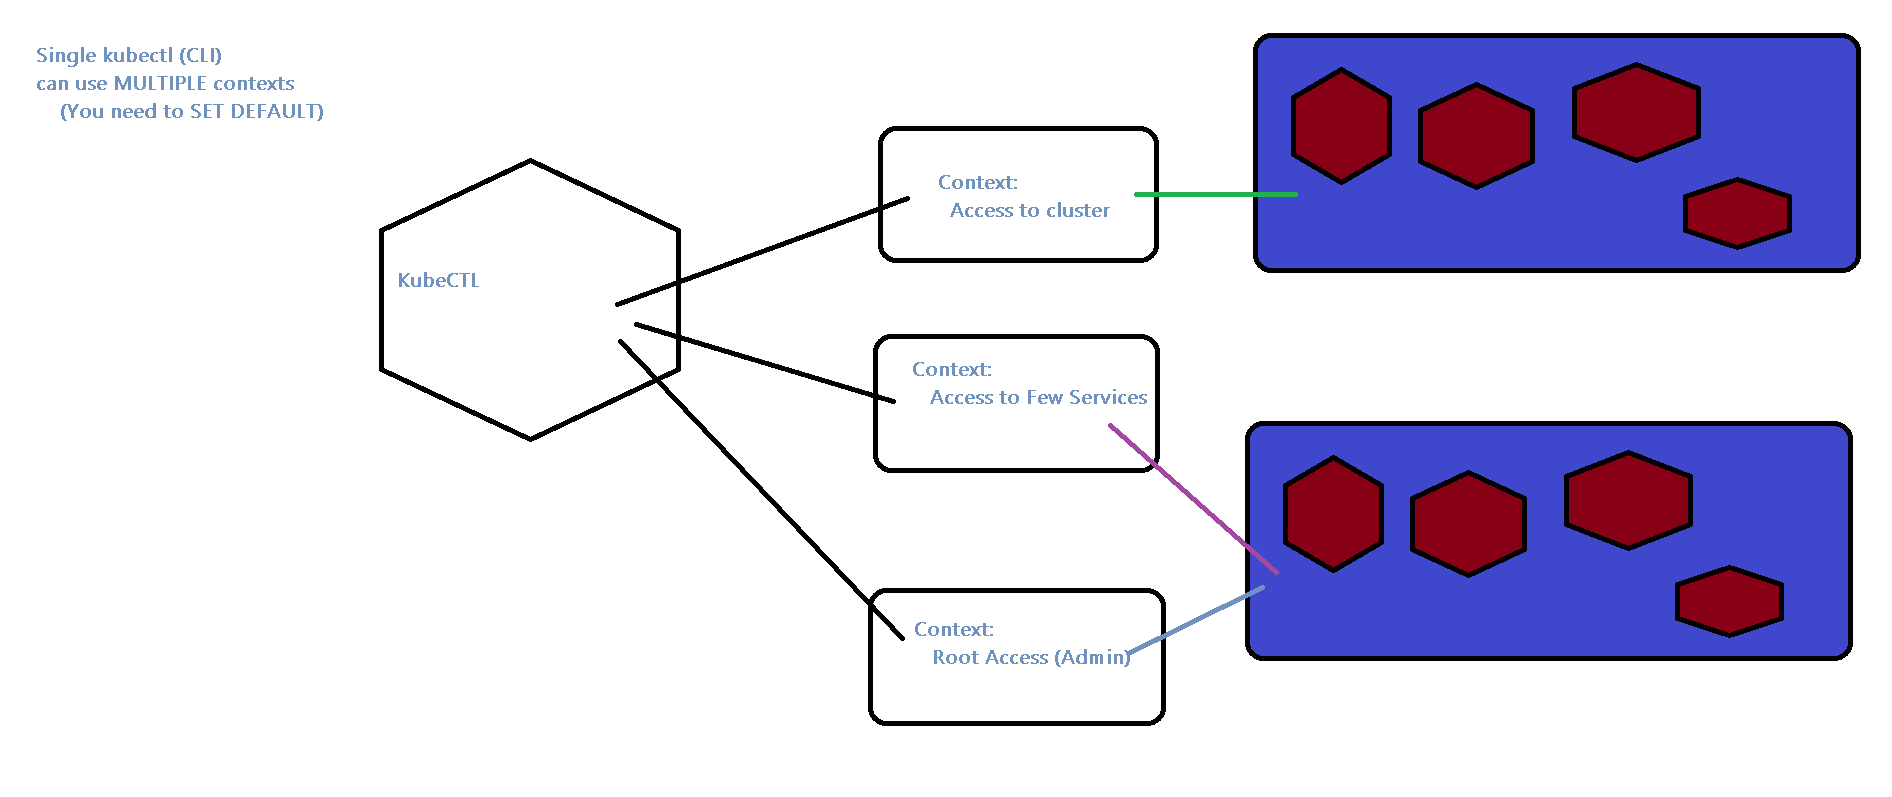 Single kubectl (CLI)
can use MULTIPLE contexts
(You need to SET DEFAULT)
KubeCTL
Context:
Access to cluster
Context:
Access to Few Services
Context:
Root Access (Admin)